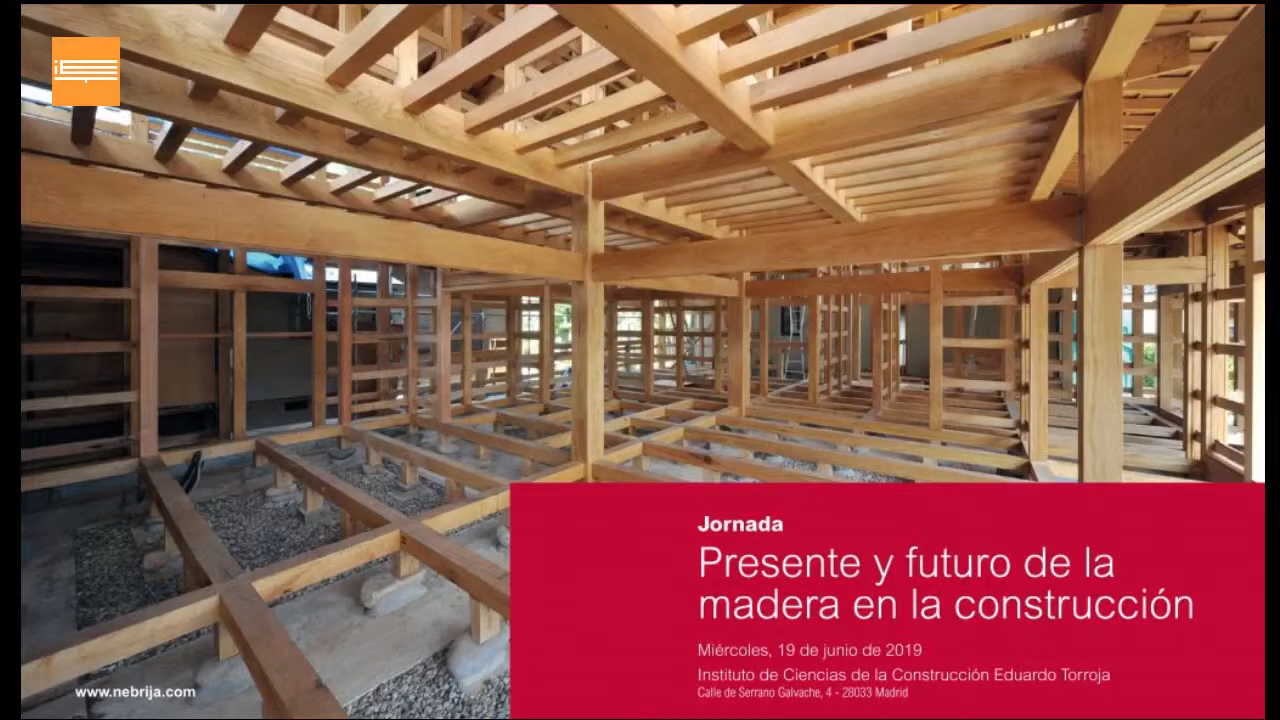 Jornada
Presente y futuro de la
madera en la construcción
Miércoles, 19 de junio de 2019
Instituto de Ciencias de la Construcción Eduardo Torroja
Calle de Serrano Galvache, 4 - 28033 Madrid
www.nebrija.com